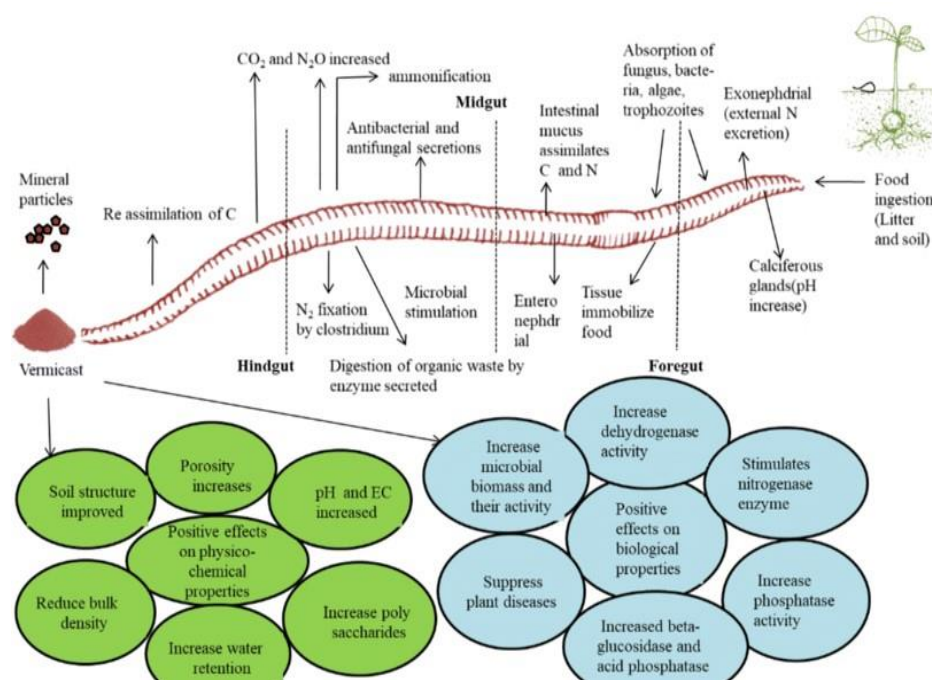 CO₂ and N₂O increased
ammonification
Midgut
Antibacterial and
antifungal secretions
Intestinal
mucus
assimilates
C and N
Absorption of
fungus, bacte-
ria, algae,
trophozoites
Exonephdrial
(external N
excretion)
Mineral
particles
Re assimilation of C
Food
ingestion
(Litter
and soil)
Calciferous
glands(pH
increase)
N₂ fixation
by clostridium
Microbial
stimulation
Entero
nephdr
ial
Tissue
immobilize
food
Vermicast
Hindgut
Digestion of organic waste by
enzyme secreted
Foregut
Soil structure
improved
Porosity
increases
pH and EC
increased
Positive effects
on physico-
chemical
properties
Reduce bulk
density
Increase poly
saccharides
Increase water
retention
Increase
microbial
biomass and
their activity
Increase
dehydrogenase
activity
Stimulates
nitrogenase
enzyme
Positive
effects on
biological
properties
Suppress
plant diseases
Increase
phosphatase
activity
Increased beta-
glucosidase and
acid phosphatase